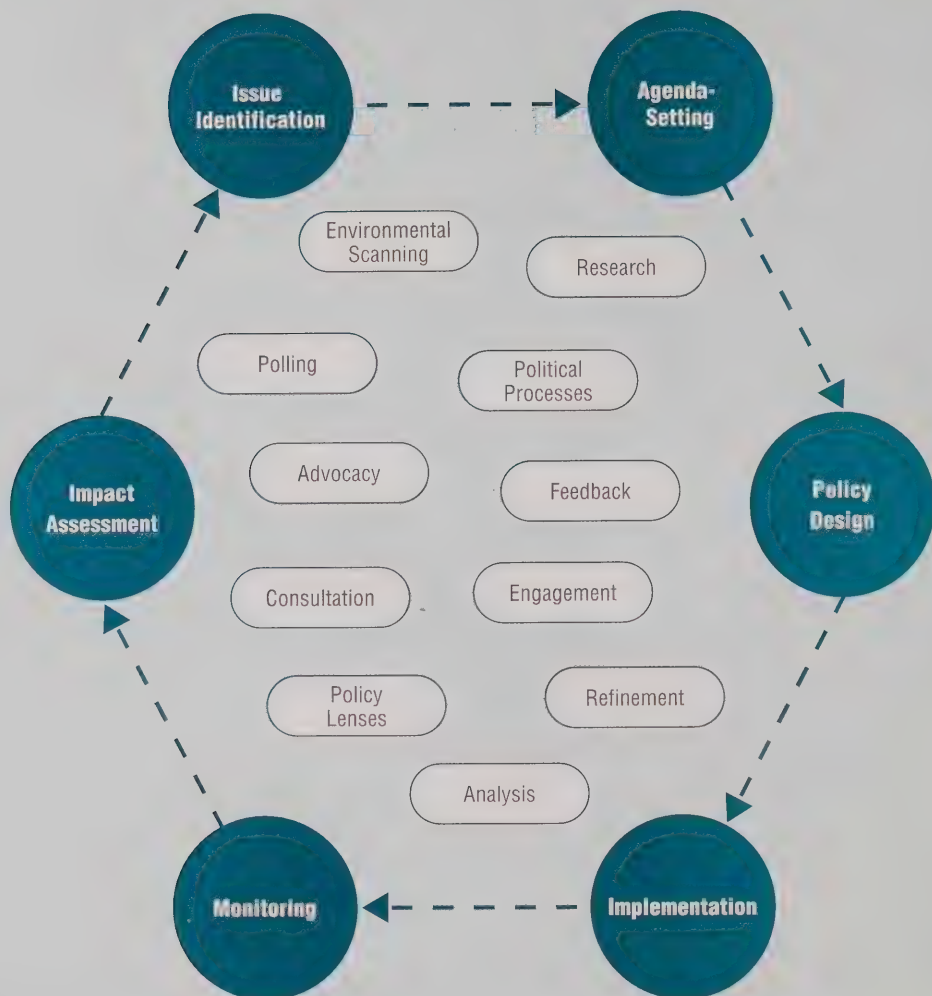 Issue
Identification
Agenda-
Setting
Environmental
Scanning
Research
Polling
Political
Processes
Advocacy
Feedback
Impact
Assessment
Policy
Design
Consultation
Engagement
Policy
Lenses
Refinement
Analysis
Monitoring
Implementation